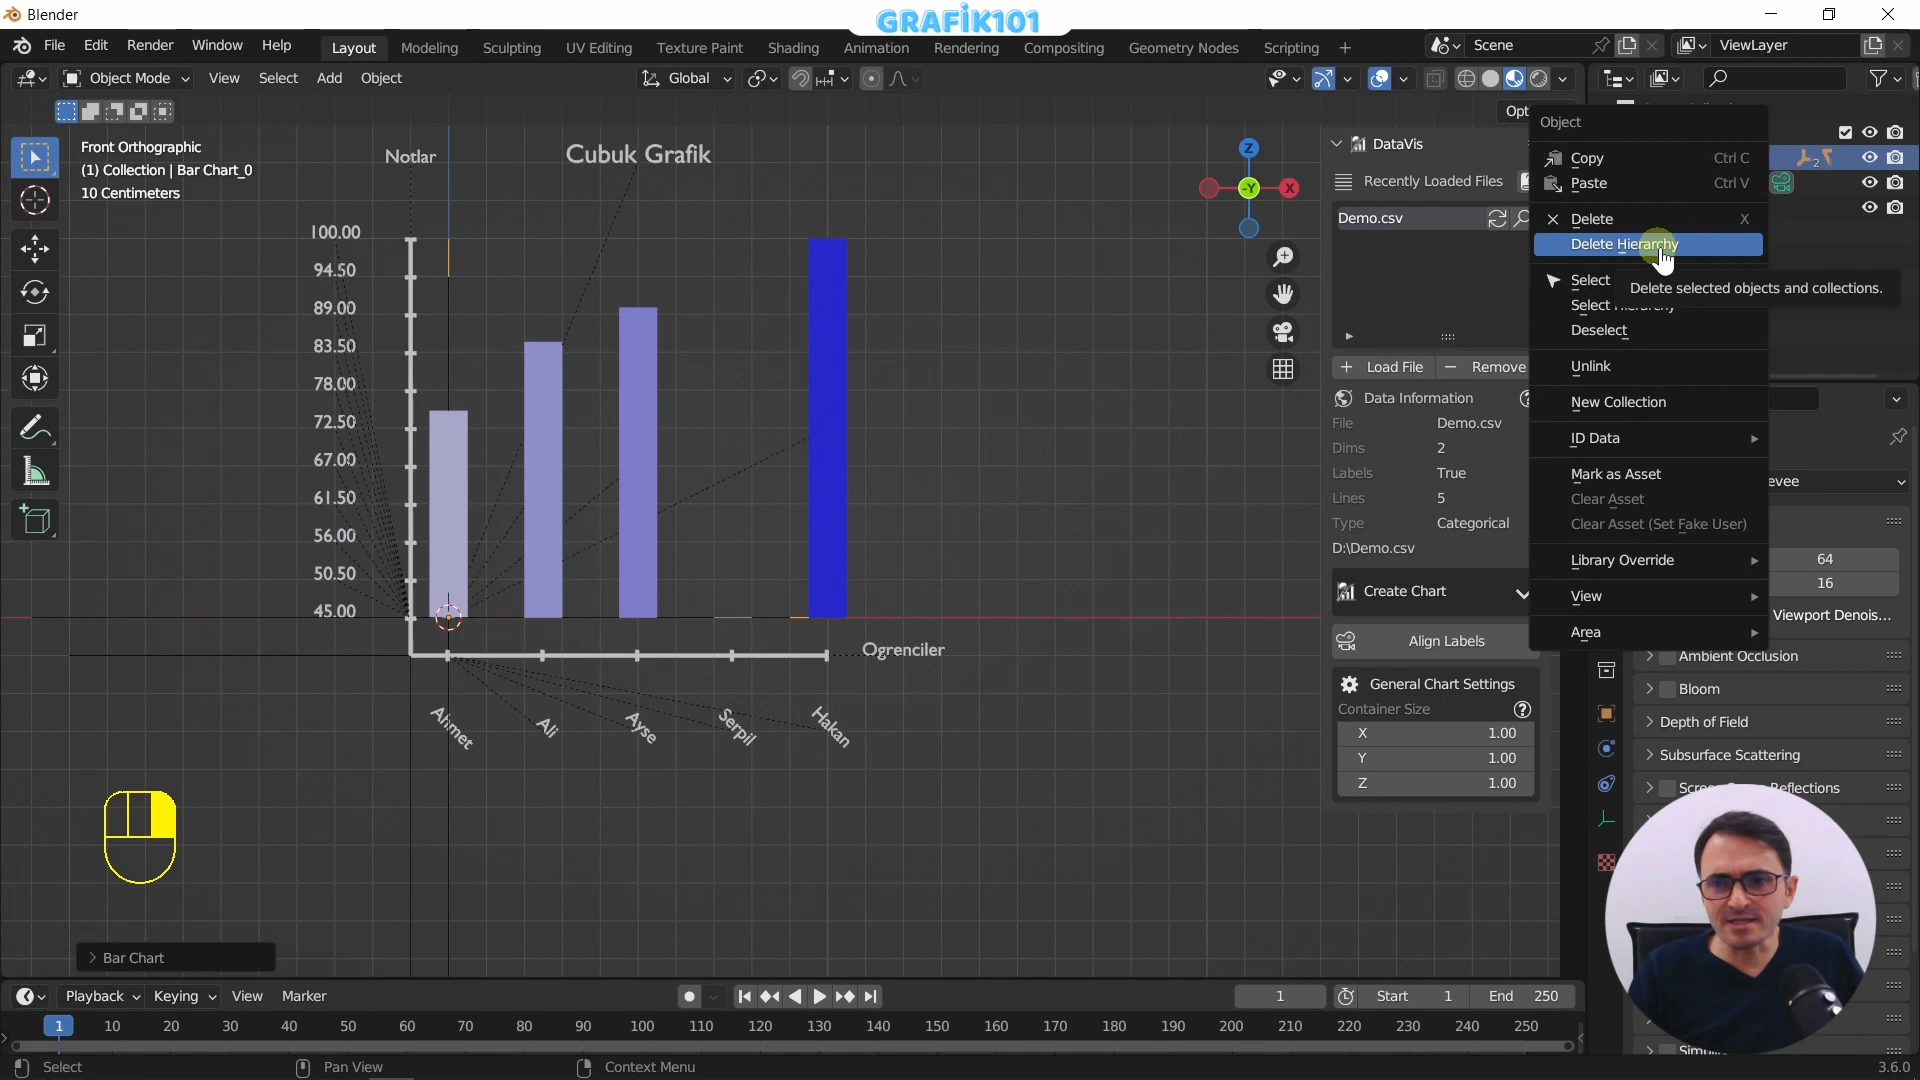 Blender
GRAFİK101
File Edit Render Window Help
Layout Modeling Sculpting UV Editing Texture Paint Shading Animation Rendering Compositing Geometry Nodes Scripting +
Scene
ViewLayer
Object Mode View Select Add Object
Global
Front Orthographic
(1) Collection | Bar Chart_0
10 Centimeters
Notlar
Cubuk Grafik
100.00
94.50
89.00
83.50
78.00
72.50
67.00
61.50
56.00
50.50
45.00
Ogrenciler
Ahmet
Ali
Ayse
Serpil
Hakan
Z
-Y
X
DataVis
Recently Loaded Files
Demo.csv
+ Load File
− Remove
Data Information
File Demo.csv
Dims 2
Labels True
Lines 5
Type Categorical
D:\Demo.csv
Create Chart
Align Labels
General Chart Settings
Container Size
X 1.00
Y 1.00
Z 1.00
Object
Copy Ctrl C
Paste Ctrl V
Delete X
Delete Hierarchy
Select
Delete selected objects and collections.
Select Hierarchy
Deselect
Unlink
New Collection
ID Data
Mark as Asset
Clear Asset
Clear Asset (Set Fake User)
Library Override
View
Area
2
64
16
Viewport Denois...
Ambient Occlusion
Bloom
Depth of Field
Subsurface Scattering
Bar Chart
Playback Keying View Marker
1
Start 1
End 250
1 10 20 30 40 50 60 70 80 90 100 110 120 130 140 150 160 170 180 190 200 210 220 230 240 250
Select
Pan View
Context Menu
3.6.0